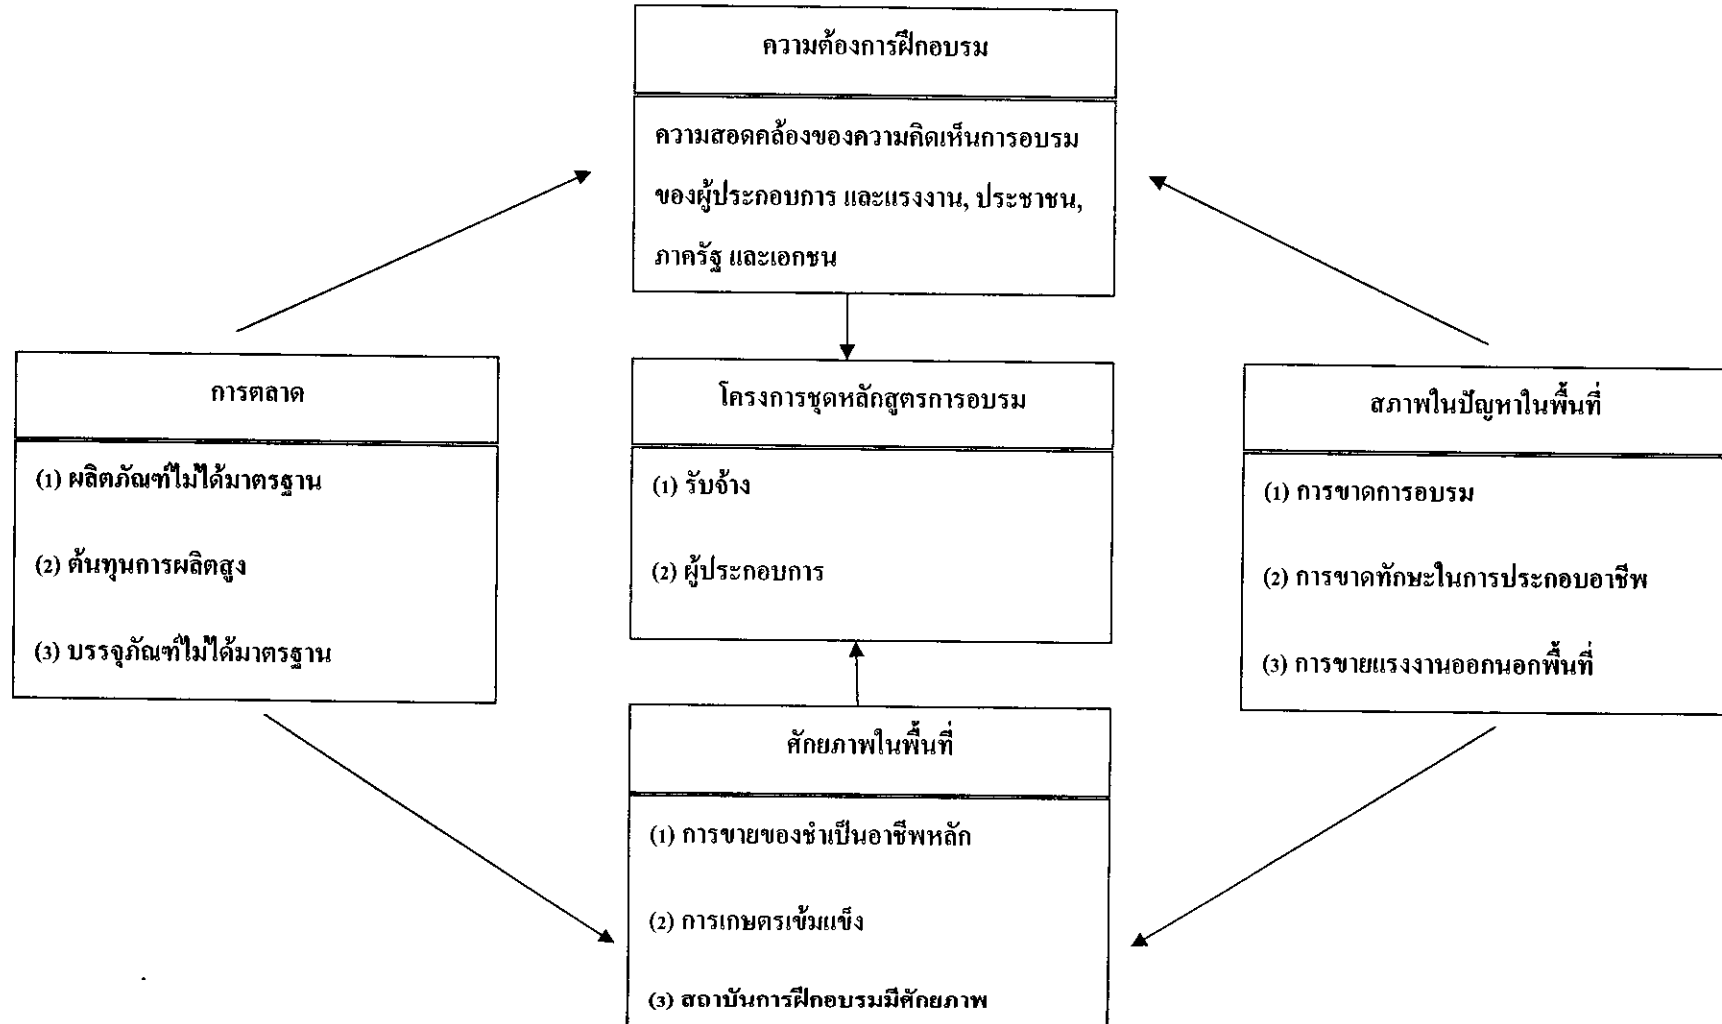 ความต้องการฝึกอบรม
ความสอดคล้องของความคิดเห็นการอบรม
ของผู้ประกอบการ และแรงงาน, ประชาชน,
ภาครัฐ และเอกชน
การตลาด
(1) ผลิตภัณฑ์ไม่ได้มาตรฐาน
(2) ต้นทุนการผลิตสูง
(3) บรรจุภัณฑ์ไม่ได้มาตรฐาน
โครงการชุดหลักสูตรการอบรม
(1) รับจ้าง
(2) ผู้ประกอบการ
สภาพในปัญหาในพื้นที่
(1) การขาดการอบรม
(2) การขาดทักษะในการประกอบอาชีพ
(3) การขายแรงงานออกนอกพื้นที่
ศักยภาพในพื้นที่
(1) การขายของชำเป็นอาชีพหลัก
(2) การเกษตรเข้มแข็ง
(3) สถาบันการฝึกอบรมมีศักยภาพ